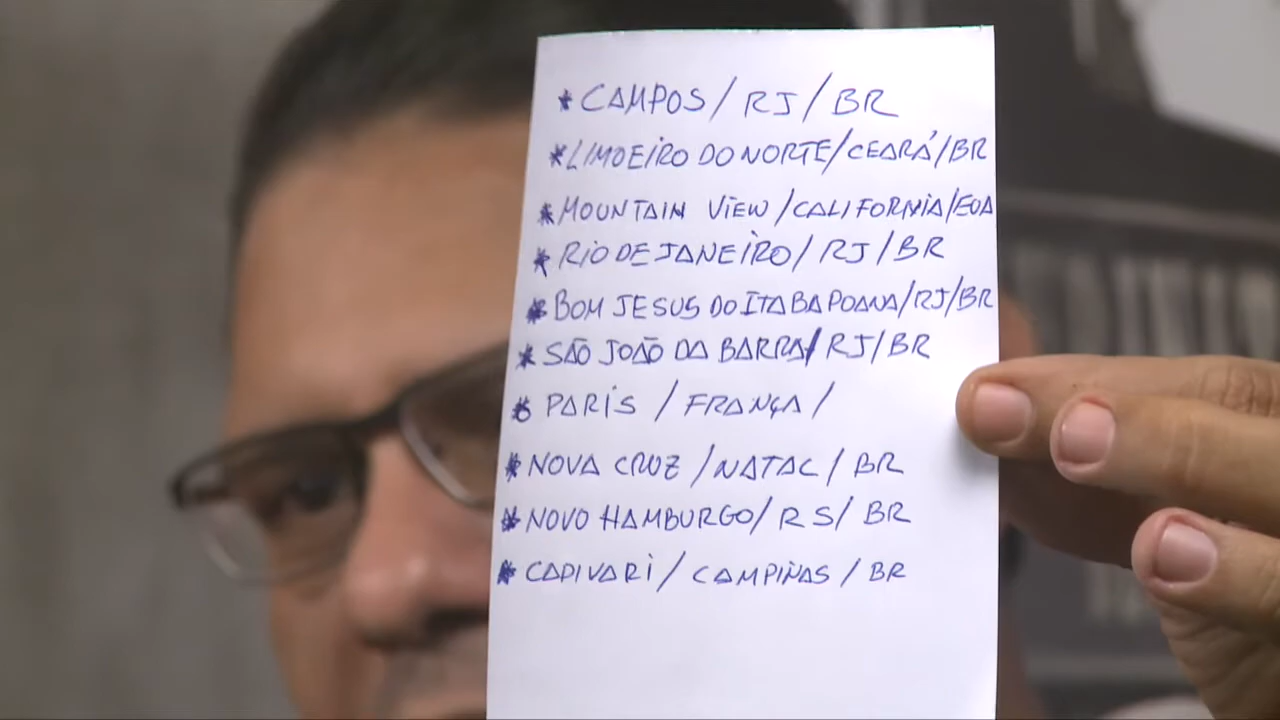 * CAMPOS / RJ / BR
* LIMOEIRO DO NORTE / CEARÁ / BR
* MOUNTAIN VIEW / CALIFORNIA / EUA
* RIO DE JANEIRO / RJ / BR
* BOM JESUS DO ITABAPOANA / RJ / BR
* SÃO JOÃO DA BARRA / RJ / BR
* PARIS / FRANÇA /
* NOVA CRUZ / NATAL / BR
* NOVO HAMBURGO / RS / BR
* CAPIVARI / CAMPINAS / BR